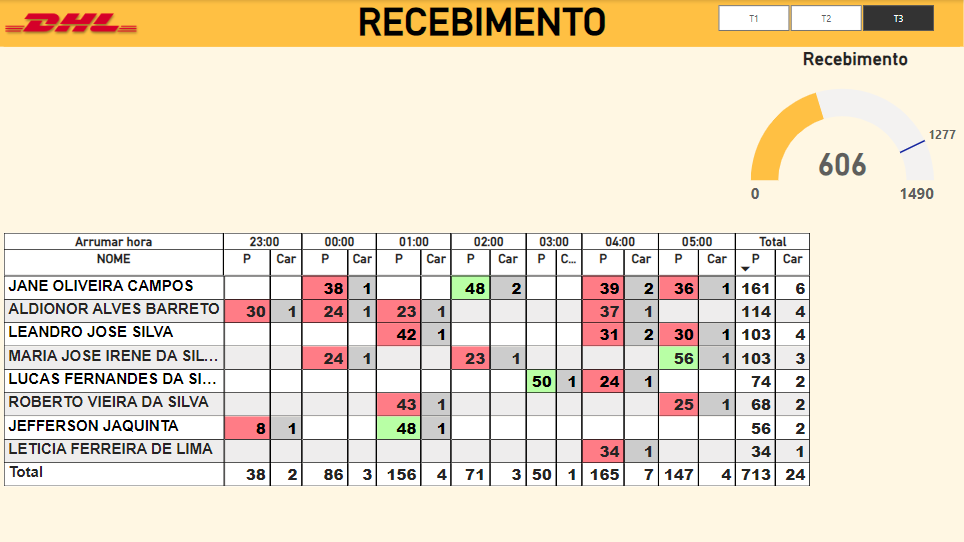 DHL RECEBIMENTO T1 T2 T3
Recebimento
1277
606
0 1490
Arrumar hora 23:00 00:00 01:00 02:00 03:00 04:00 05:00 Total
NOME P Car P Car P Car P Car P C... P Car P Car P Car
JANE OLIVEIRA CAMPOS 38 1 48 2 39 2 36 1 161 6
ALDIONOR ALVES BARRETO 30 1 24 1 23 1 37 1 114 4
LEANDRO JOSE SILVA 42 1 31 2 30 1 103 4
MARIA JOSE IRENE DA SIL... 24 1 23 1 56 1 103 3
LUCAS FERNANDES DA SI... 50 1 24 1 74 2
ROBERTO VIEIRA DA SILVA 43 1 25 1 68 2
JEFFERSON JAQUINTA 8 1 48 1 56 2
LETICIA FERREIRA DE LIMA 34 1 34 1
Total 38 2 86 3 156 4 71 3 50 1 165 7 147 4 713 24